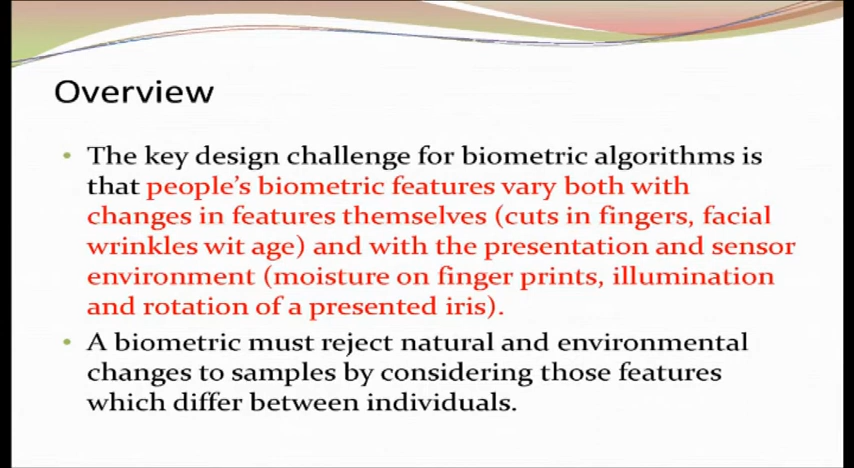 Overview
• The key design challenge for biometric algorithms is
that people's biometric features vary both with
changes in features themselves (cuts in fingers, facial
wrinkles wit age) and with the presentation and sensor
environment (moisture on finger prints, illumination
and rotation of a presented iris).
• A biometric must reject natural and environmental
changes to samples by considering those features
which differ between individuals.